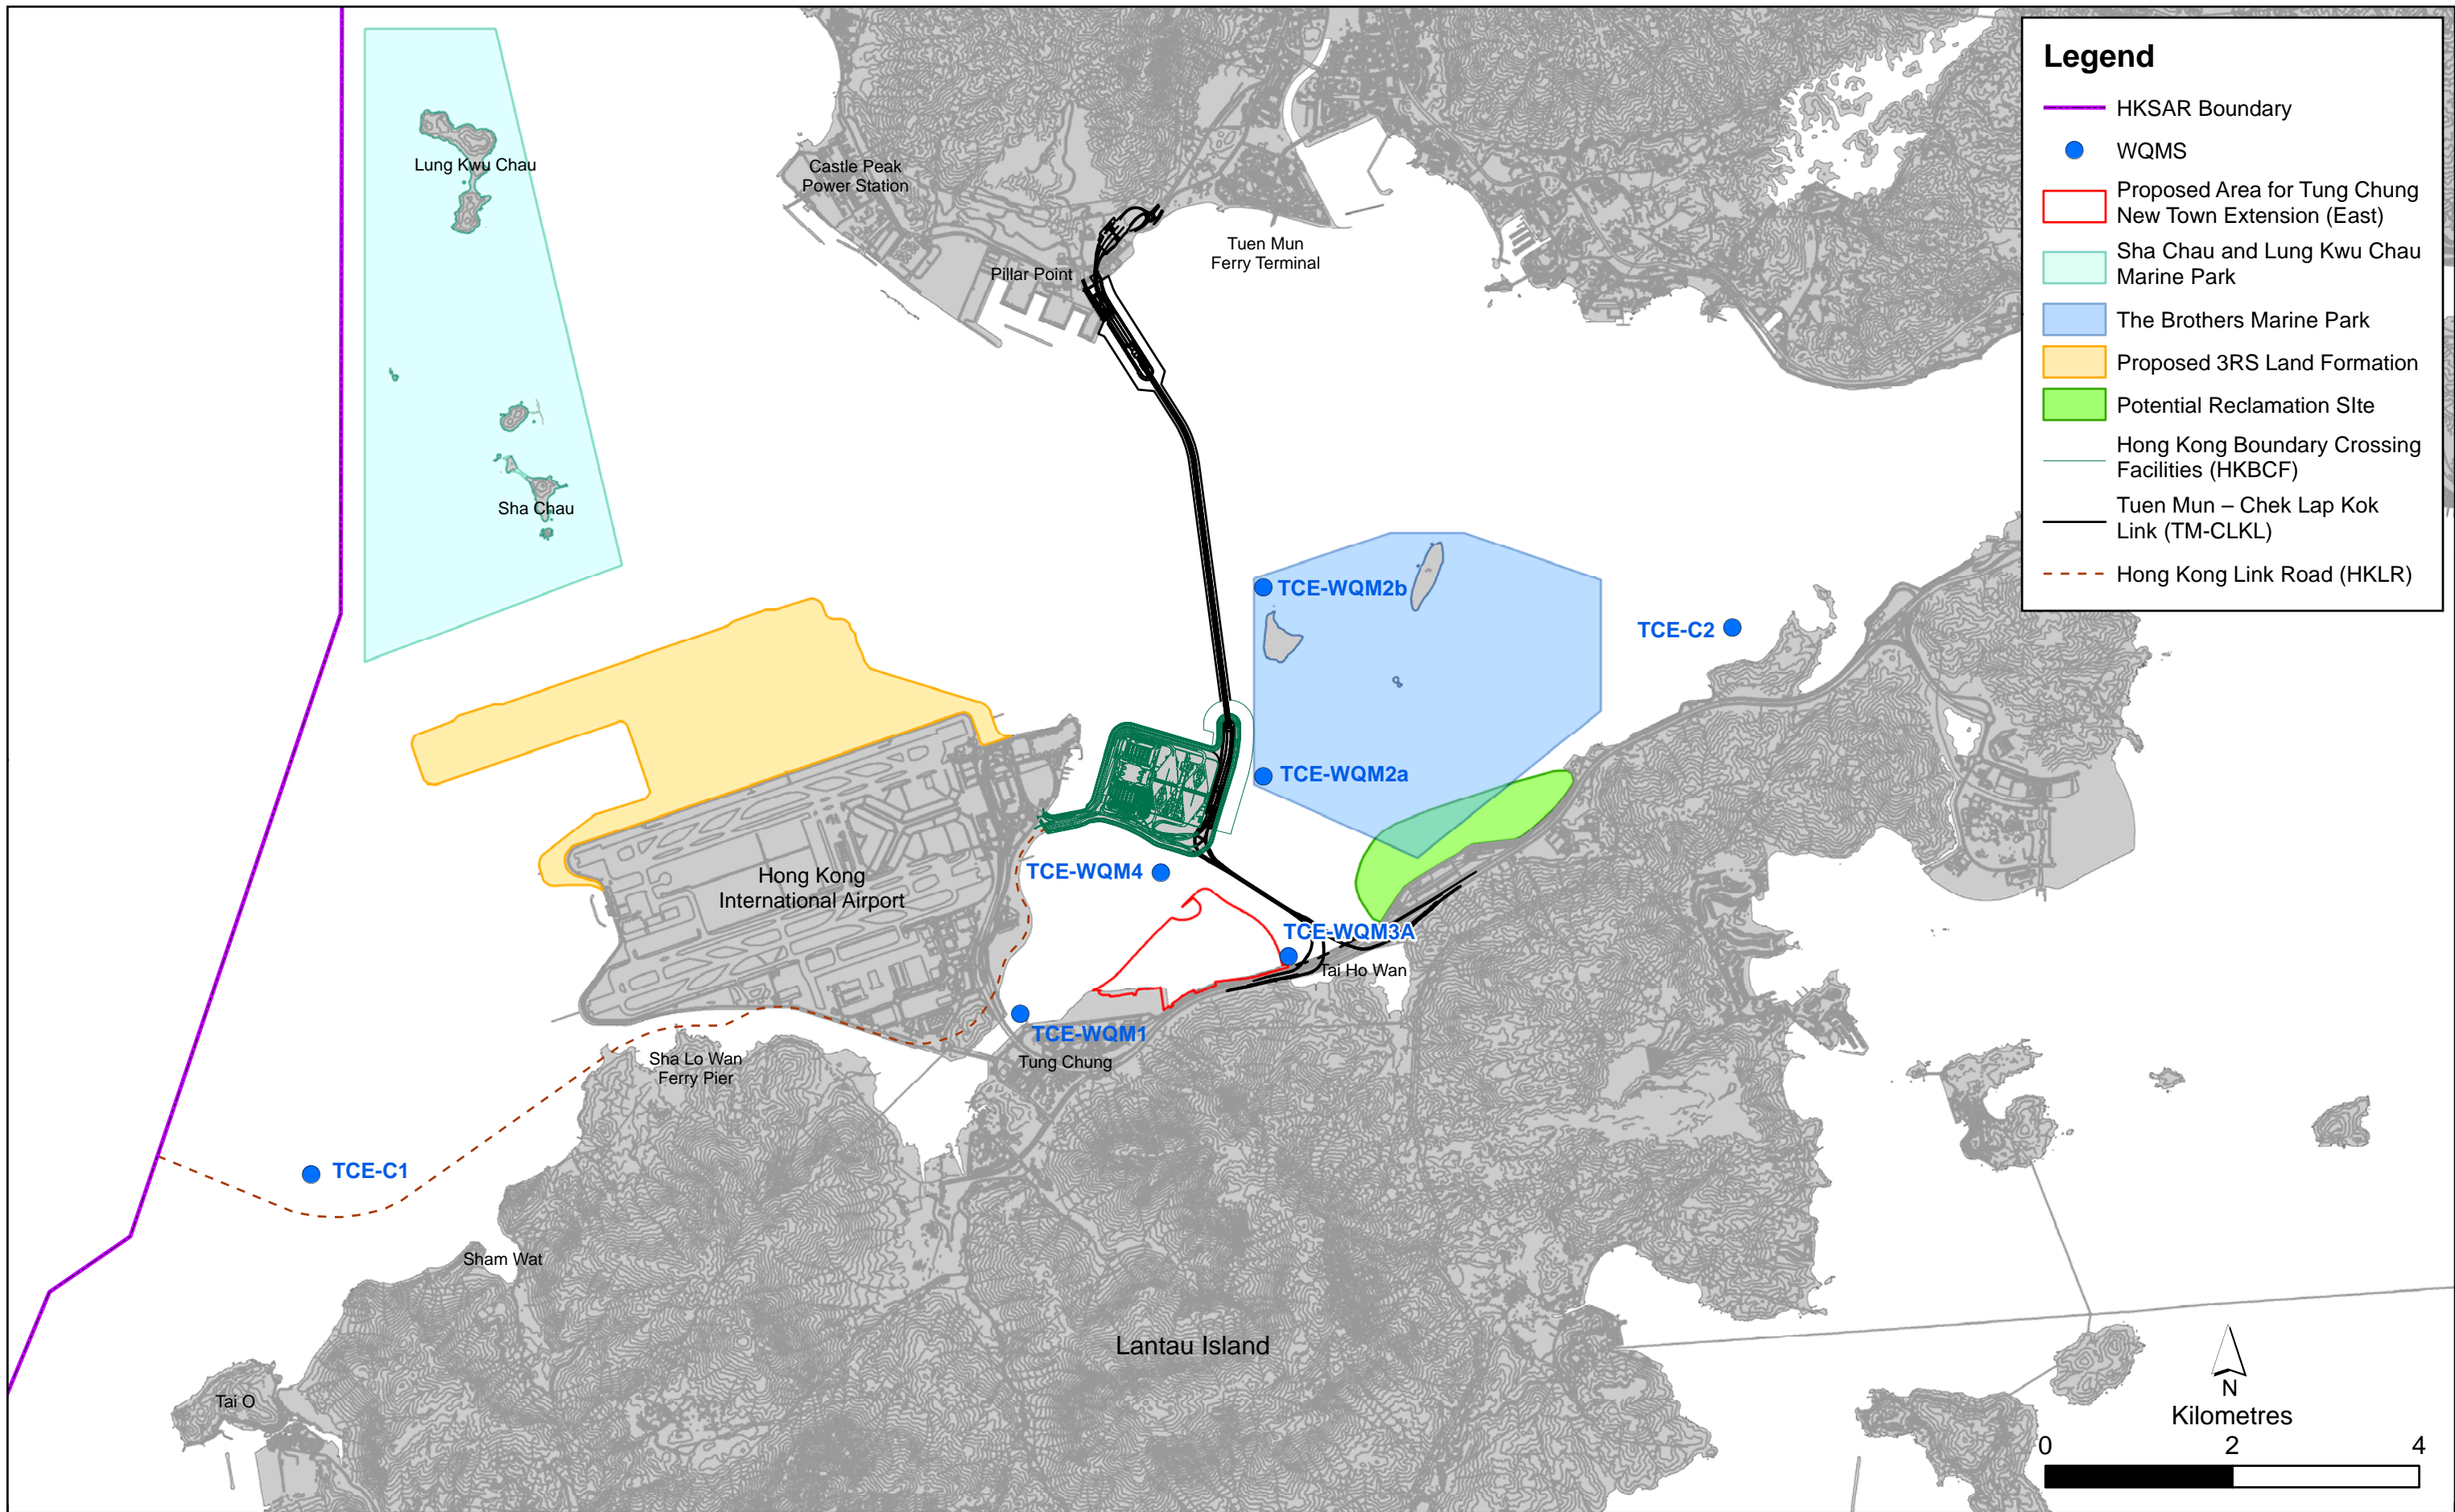 Legend
HKSAR Boundary
WQMS
Proposed Area for Tung Chung
New Town Extension (East)
Sha Chau and Lung Kwu Chau
Marine Park
The Brothers Marine Park
Proposed 3RS Land Formation
Potential Reclamation SIte
Hong Kong Boundary Crossing
Facilities (HKBCF)
Tuen Mun – Chek Lap Kok
Link (TM-CLKL)
Hong Kong Link Road (HKLR)
Lung Kwu Chau
Castle Peak
Power Station
Tuen Mun
Ferry Terminal
Pillar Point
Sha Chau
TCE-WQM2b
TCE-C2
TCE-WQM2a
TCE-WQM4
Hong Kong
International Airport
TCE-WQM3A
Tai Ho Wan
TCE-WQM1
Tung Chung
Sha Lo Wan
Ferry Pier
TCE-C1
Sham Wat
Lantau Island
Tai O
N
Kilometres
0 2 4